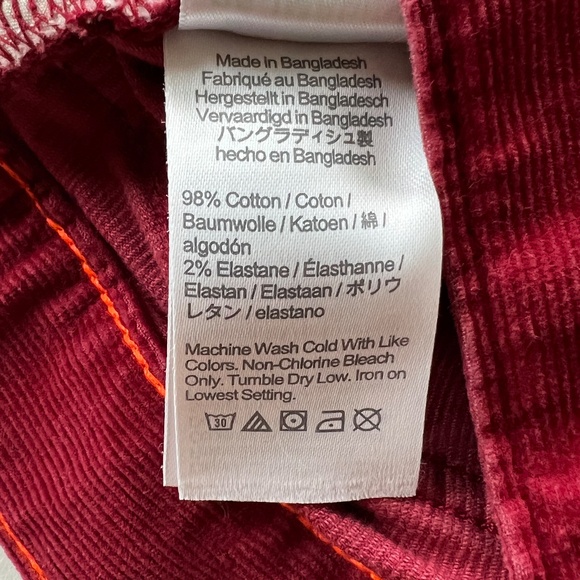 Made in Bangladesh
Fabriqué au Bangladesh
Hergestellt in Bangladesch
Vervaardigd in Bangladesh
バングラディシュ製
hecho en Bangladesh
98% Cotton / Coton /
Baumwolle / Katoen / 綿 /
algodón
2% Elastane / Élasthanne /
Elastan / Elastaan / ポリウ
レタン / elastano
Machine Wash Cold With Like
Colors. Non-Chlorine Bleach
Only. Tumble Dry Low. Iron on
Lowest Setting.
30